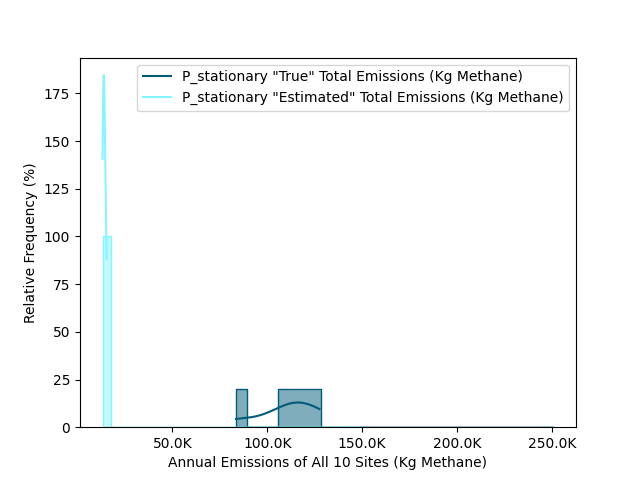 P_stationary "True" Total Emissions (Kg Methane)
P_stationary "Estimated" Total Emissions (Kg Methane)
Relative Frequency (%)
175
150
125
100
75
50
25
0
50.0K 100.0K 150.0K 200.0K 250.0K
Annual Emissions of All 10 Sites (Kg Methane)